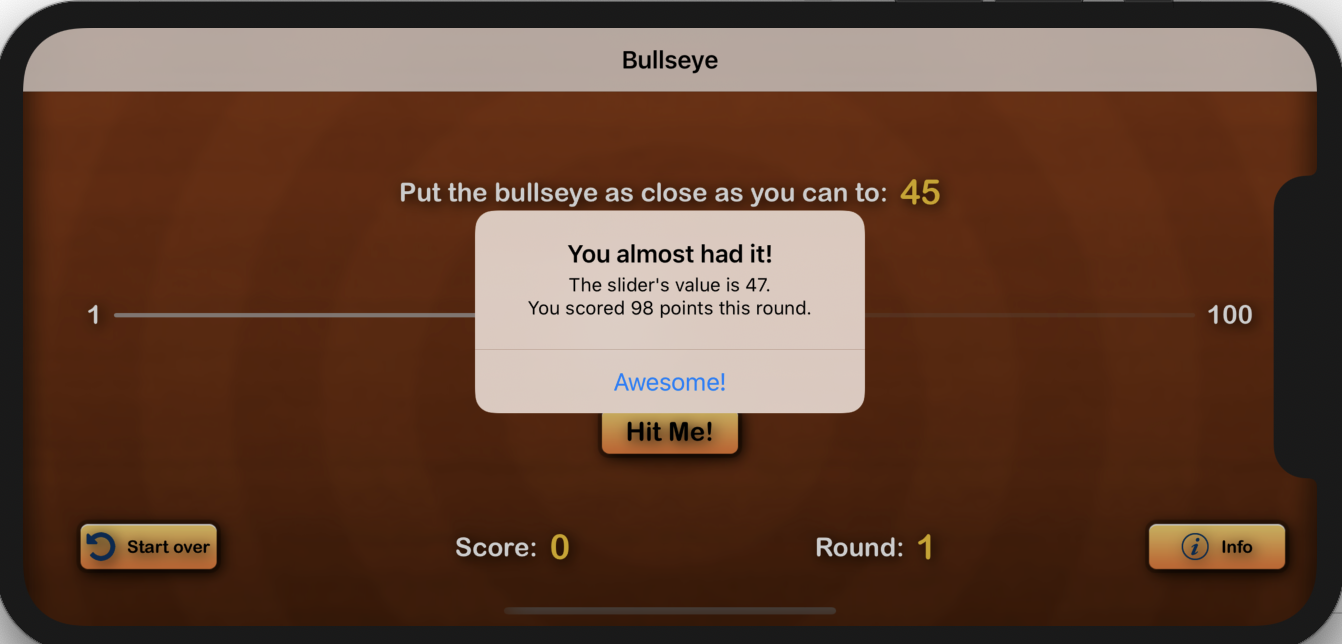 Bullseye
Put the bullseye as close as you can to: 45
You almost had it!
The slider's value is 47.
You scored 98 points this round.
1
100
Awesome!
Hit Me!
Start over
Score: 0
Round: 1
Info